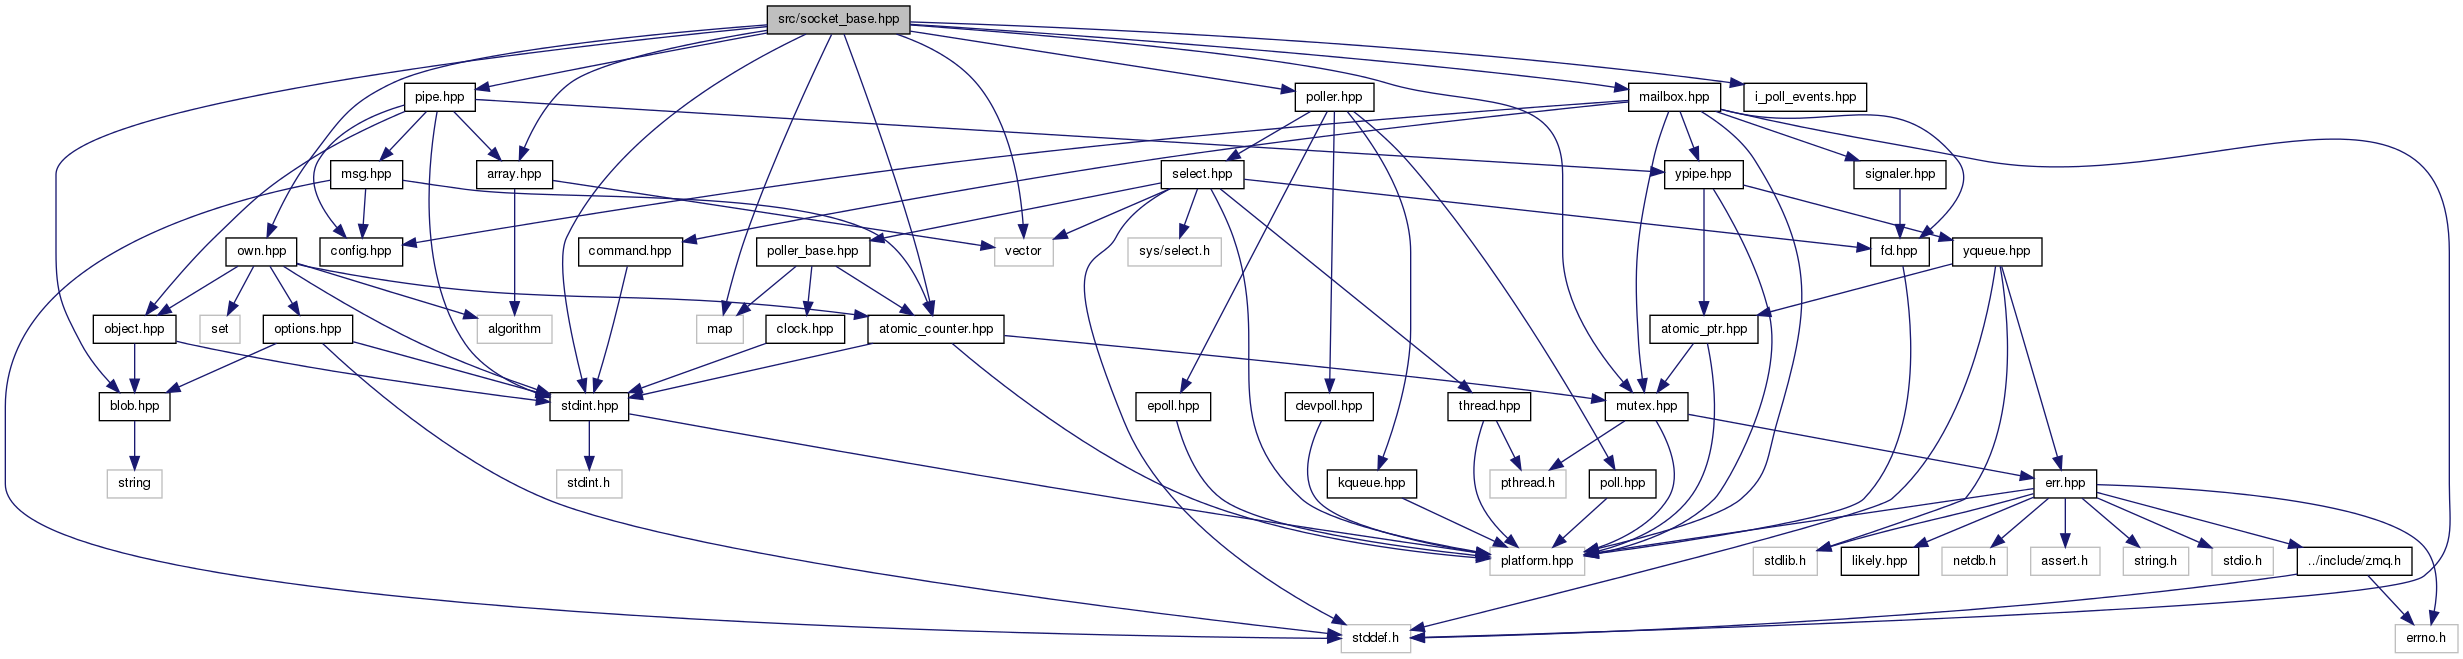 src/socket_base.hpp
pipe.hpp
poller.hpp
mailbox.hpp
i_poll_events.hpp
msg.hpp
array.hpp
select.hpp
ypipe.hpp
signaler.hpp
own.hpp
config.hpp
command.hpp
poller_base.hpp
vector
sys/select.h
fd.hpp
yqueue.hpp
object.hpp
set
options.hpp
algorithm
map
clock.hpp
atomic_counter.hpp
atomic_ptr.hpp
blob.hpp
stdint.hpp
epoll.hpp
devpoll.hpp
thread.hpp
mutex.hpp
string
stdint.h
kqueue.hpp
pthread.h
poll.hpp
err.hpp
platform.hpp
stdlib.h
likely.hpp
netdb.h
assert.h
string.h
stdio.h
../include/zmq.h
stddef.h
errno.h